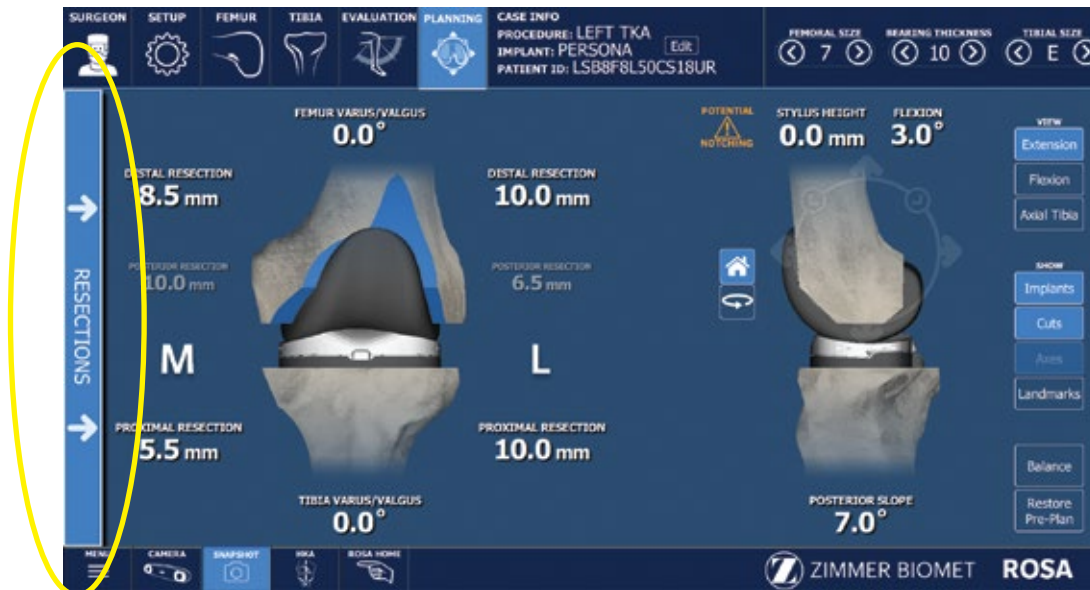 SURGEON SETUP FEMUR TIBIA EVALUATION PLANNING
CASE INFO
PROCEDURE: LEFT TKA
IMPLANT: PERSONA Edit
PATIENT ID: LSB8F8L50CS18UR
FEMORAL SIZE
7
BEARING THICKNESS
10
TIBIAL SIZE
E
RESECTIONS
FEMUR VARUS/VALGUS
0.0°
DISTAL RESECTION
8.5 mm
DISTAL RESECTION
10.0 mm
POSTERIOR RESECTION
10.0 mm
POSTERIOR RESECTION
6.5 mm
M
L
PROXIMAL RESECTION
5.5 mm
PROXIMAL RESECTION
10.0 mm
TIBIA VARUS/VALGUS
0.0°
POTENTIAL
NOTCHING
STYLUS HEIGHT
0.0 mm
FLEXION
3.0°
POSTERIOR SLOPE
7.0°
VIEW
Extension
Flexion
Axial Tibia
SHOW
Implants
Cuts
Axes
Landmarks
Balance
Restore
Pre-Plan
MENU CAMERA SNAPSHOT HKA ROSA HOME
Z ZIMMER BIOMET ROSA